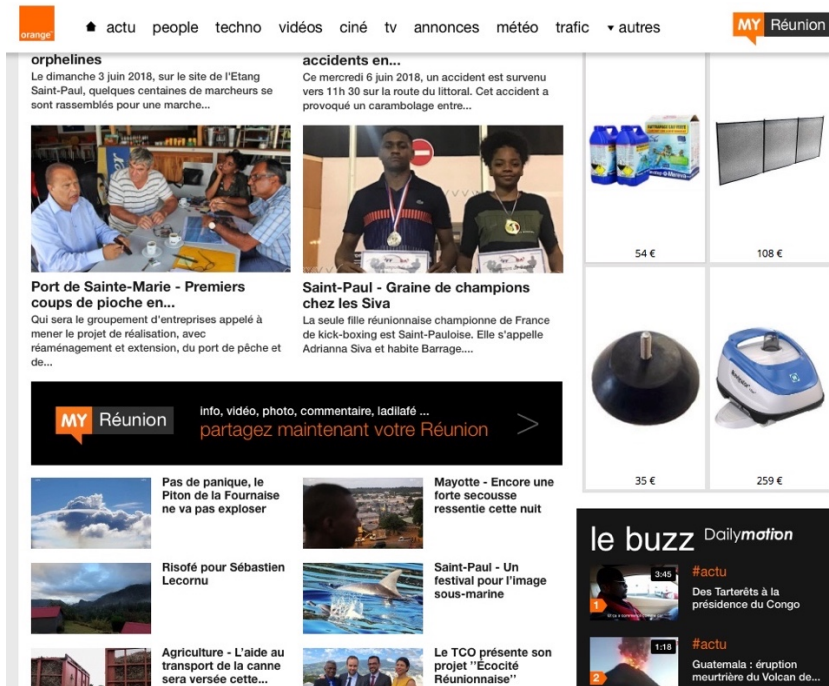 orange
actu people techno vidéos ciné tv annonces météo trafic ▾ autres
MY Réunion
orphelines
Le dimanche 3 juin 2018, sur le site de l'Etang
Saint-Paul, quelques centaines de marcheurs se
sont rassemblés pour une marche...
accidents en...
Ce mercredi 6 juin 2018, un accident est survenu
vers 11h 30 sur la route du littoral. Cet accident a
provoqué un carambolage entre...
Port de Sainte-Marie - Premiers
coups de pioche en...
Qui sera le groupement d'entreprises appelé à
mener le projet de réalisation, avec
réaménagement et extension, du port de pêche et
de...
Saint-Paul - Graine de champions
chez les Siva
La seule fille réunionnaise championne de France
de kick-boxing est Saint-Pauloise. Elle s'appelle
Adrianna Siva et habite Barrage....
54 €
108 €
35 €
259 €
MY Réunion
info, vidéo, photo, commentaire, ladilafé ...
partagez maintenant votre Réunion
Pas de panique, le
Piton de la Fournaise
ne va pas exploser
Mayotte - Encore une
forte secousse
ressentie cette nuit
Risofé pour Sébastien
Lecornu
Saint-Paul - Un
festival pour l'image
sous-marine
Agriculture - L'aide au
transport de la canne
sera versée cette...
Le TCO présente son
projet ''Écocité
Réunionnaise''
le buzz Dailymotion
3:45
1
#actu
Des Tarterêts à la
présidence du Congo
1:18
2
#actu
Guatemala : éruption
meurtrière du Volcan de...